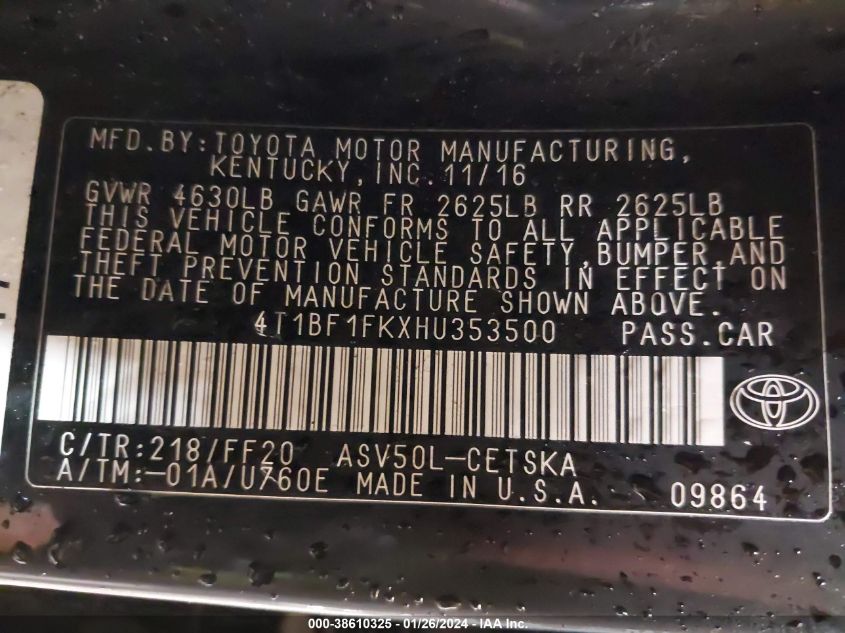 MFD.BY:TOYOTA MOTOR MANUFACTURING,
KENTUCKY,INC.11/16
GVWR 4630LB GAWR FR 2625LB RR 2625LB
THIS VEHICLE CONFORMS TO ALL APPLICABLE
FEDERAL MOTOR VEHICLE SAFETY,BUMPER,AND
THEFT PREVENTION STANDARDS IN EFFECT ON
THE DATE OF MANUFACTURE SHOWN ABOVE.
4T1BF1FKXHU353500 PASS.CAR
C/TR:218/FF20 ASV50L-CETSKA
A/TM:-01A/U760E MADE IN U.S.A. 09864
000-38610325 - 01/26/2024 - IAA Inc.